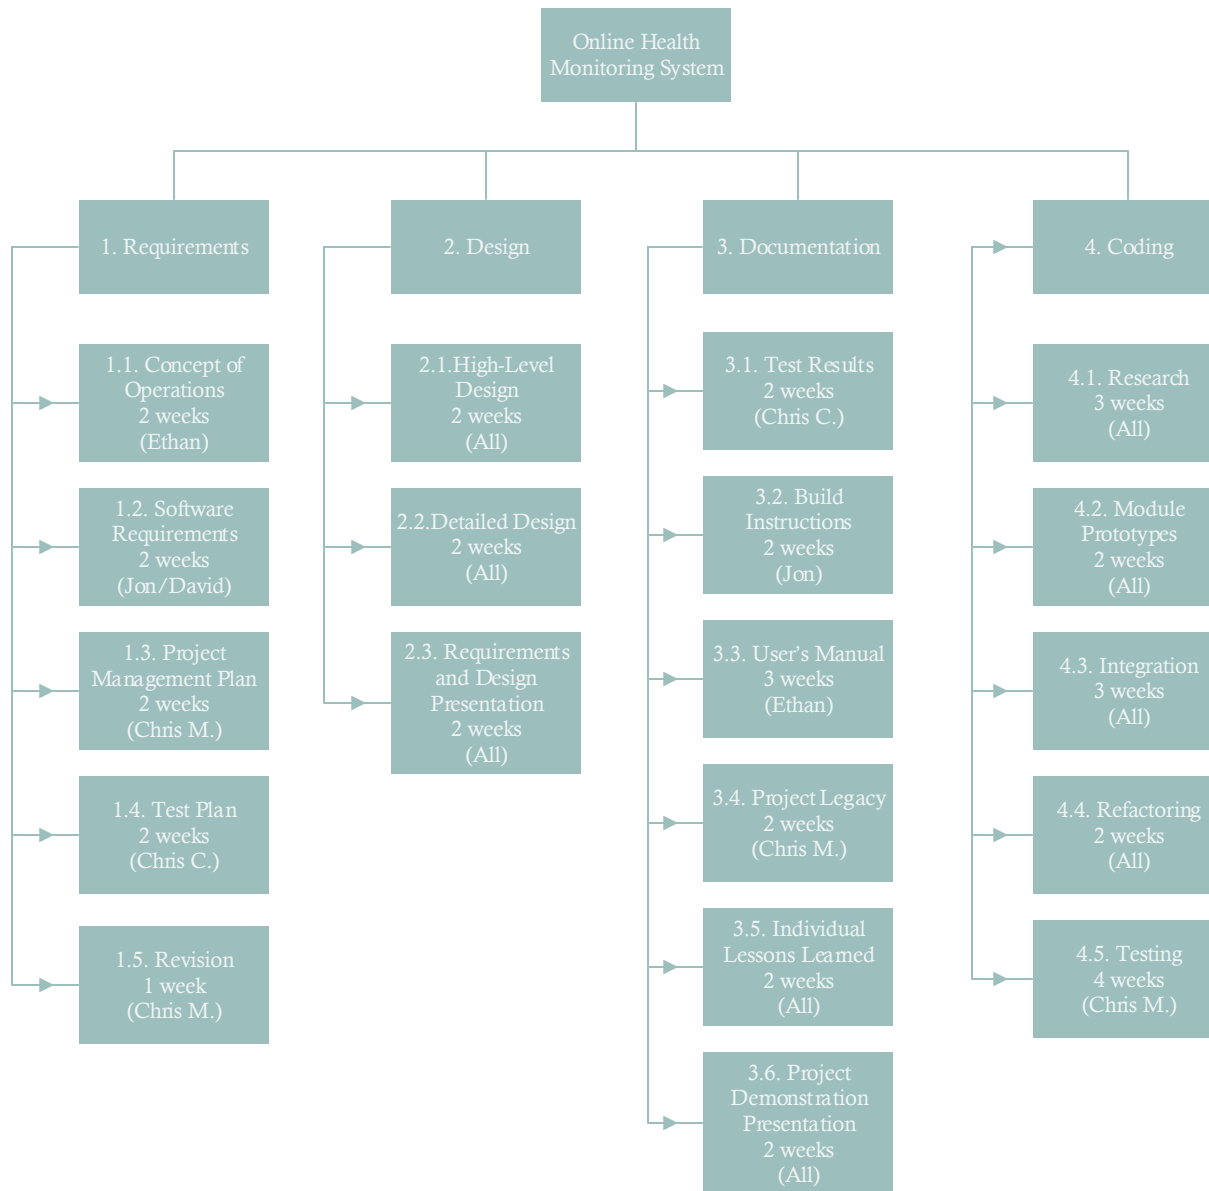 Online Health
Monitoring System
1. Requirements
2. Design
3. Documentation
4. Coding
1.1. Concept of
Operations
2 weeks
(Ethan)
1.2. Software
Requirements
2 weeks
(Jon/David)
1.3. Project
Management Plan
2 weeks
(Chris M.)
1.4. Test Plan
2 weeks
(Chris C.)
1.5. Revision
1 week
(Chris M.)
2.1.High-Level
Design
2 weeks
(All)
2.2.Detailed Design
2 weeks
(All)
2.3. Requirements
and Design
Presentation
2 weeks
(All)
3.1. Test Results
2 weeks
(Chris C.)
3.2. Build
Instructions
2 weeks
(Jon)
3.3. User’s Manual
3 weeks
(Ethan)
3.4. Project Legacy
2 weeks
(Chris M.)
3.5. Individual
Lessons Learned
2 weeks
(All)
3.6. Project
Demonstration
Presentation
2 weeks
(All)
4.1. Research
3 weeks
(All)
4.2. Module
Prototypes
2 weeks
(All)
4.3. Integration
3 weeks
(All)
4.4. Refactoring
2 weeks
(All)
4.5. Testing
4 weeks
(Chris M.)